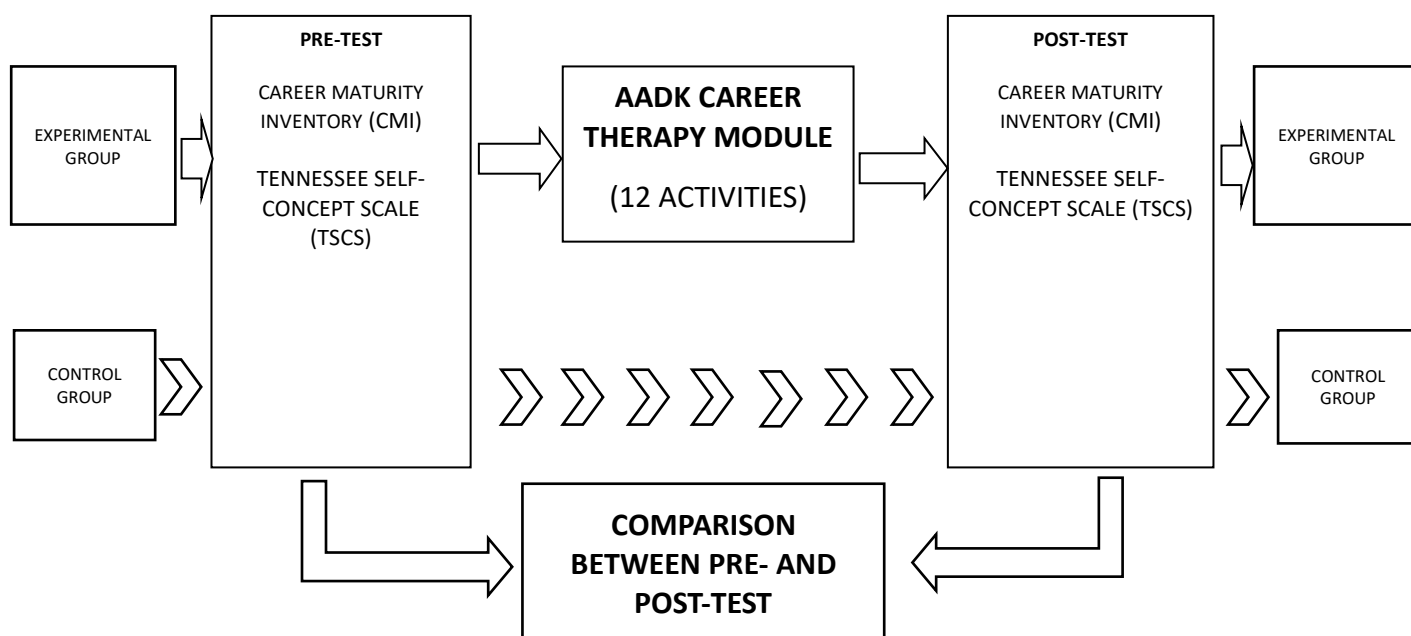 PRE-TEST
CAREER MATURITY
INVENTORY (CMI)
TENNESSEE SELF-
CONCEPT SCALE
(TSCS)
EXPERIMENTAL
GROUP
AADK CAREER
THERAPY MODULE
(12 ACTIVITIES)
POST-TEST
CAREER MATURITY
INVENTORY (CMI)
TENNESSEE SELF-
CONCEPT SCALE (TSCS)
EXPERIMENTAL
GROUP
CONTROL
GROUP
CONTROL
GROUP
COMPARISON
BETWEEN PRE- AND
POST-TEST